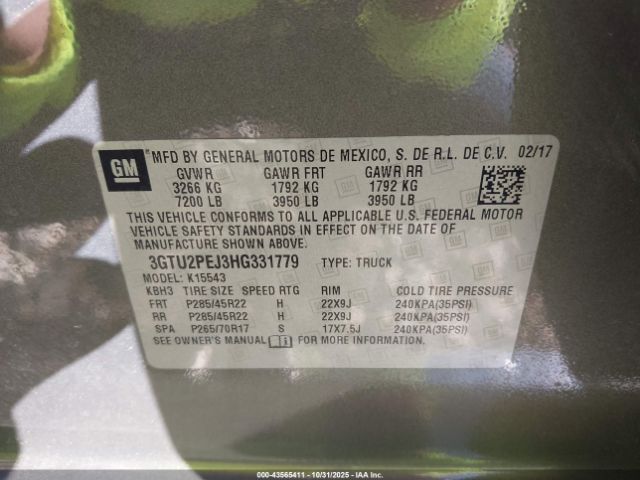 GM MFD BY GENERAL MOTORS DE MEXICO, S. DE R.L. DE C.V. 02/17
GVWR GAWR FRT GAWR RR
3266 KG 1792 KG 1792 KG
7200 LB 3950 LB 3950 LB
THIS VEHICLE CONFORMS TO ALL APPLICABLE U.S. FEDERAL MOTOR
VEHICLE SAFETY STANDARDS IN EFFECT ON THE DATE OF
MANUFACTURE SHOWN ABOVE.
3GTU2PEJ3HG331779 TYPE: TRUCK
MODEL: K15543
KBH3 TIRE SIZE SPEED RTG RIM COLD TIRE PRESSURE
FRT P285/45R22 H 22X9J 240KPA(35PSI)
RR P285/45R22 H 22X9J 240KPA(35PSI)
SPA P265/70R17 S 17X7.5J 240KPA(35PSI)
SEE OWNER'S MANUAL FOR MORE INFORMATION.
000-43565411 - 10/31/2025 - IAA Inc.